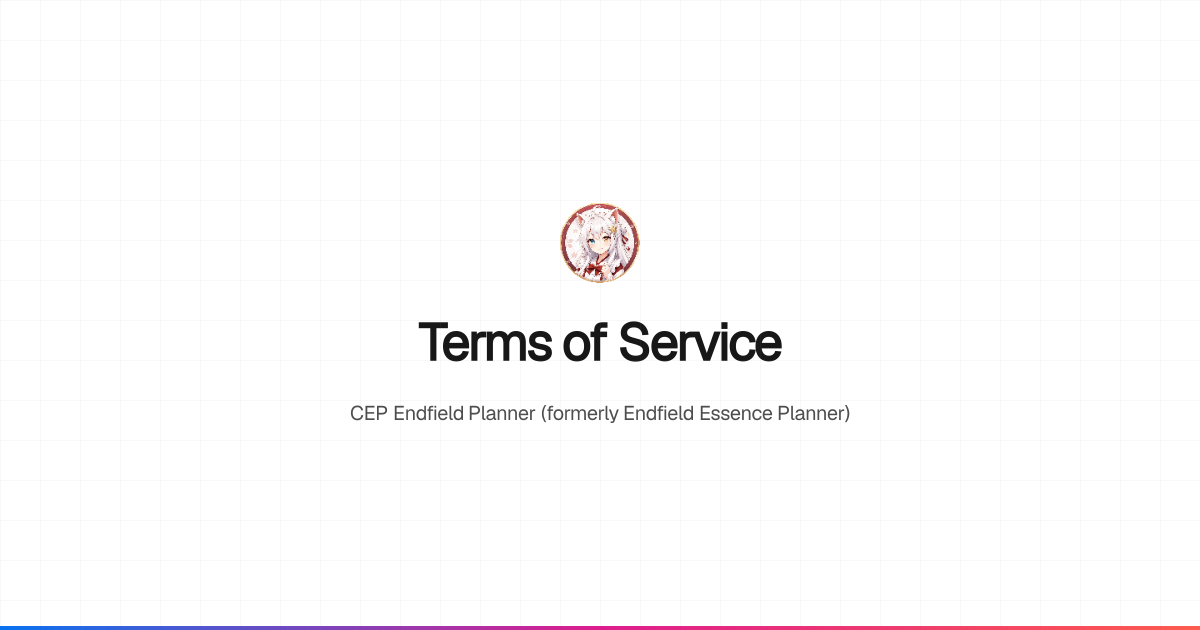 Terms of Service
CEP Endfield Planner (formerly Endfield Essence Planner)